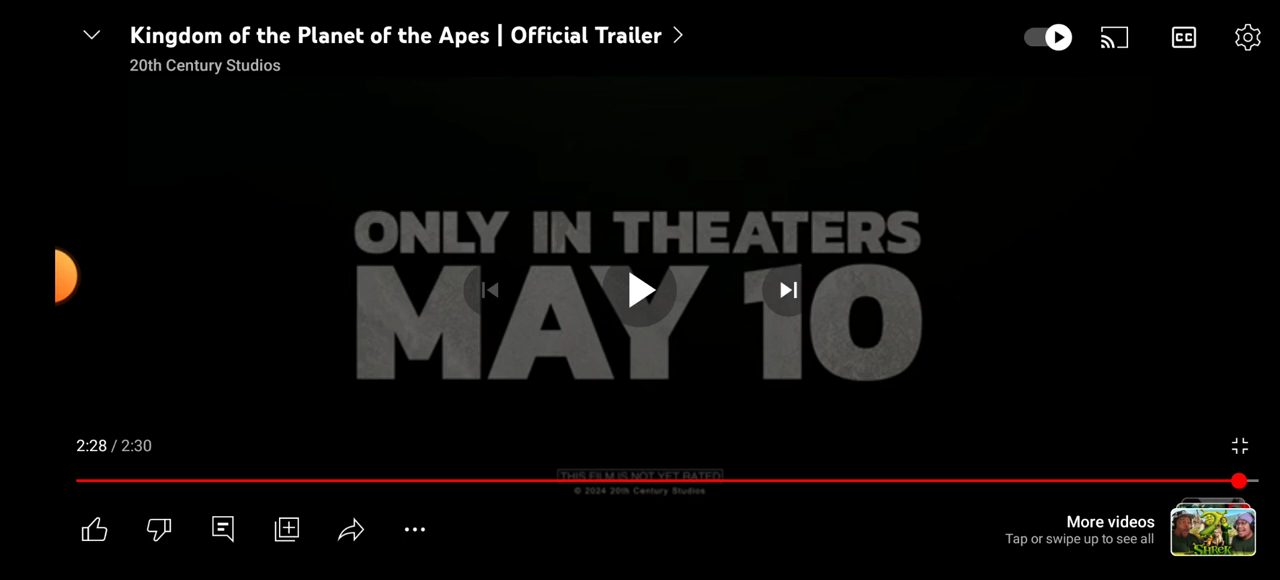 Kingdom of the Planet of the Apes | Official Trailer
20th Century Studios
CC
ONLY IN THEATERS
MAY 10
2:28 / 2:30
THIS FILM IS NOT YET RATED
© 2024 20th Century Studios
More videos
Tap or swipe up to see all
SHREK